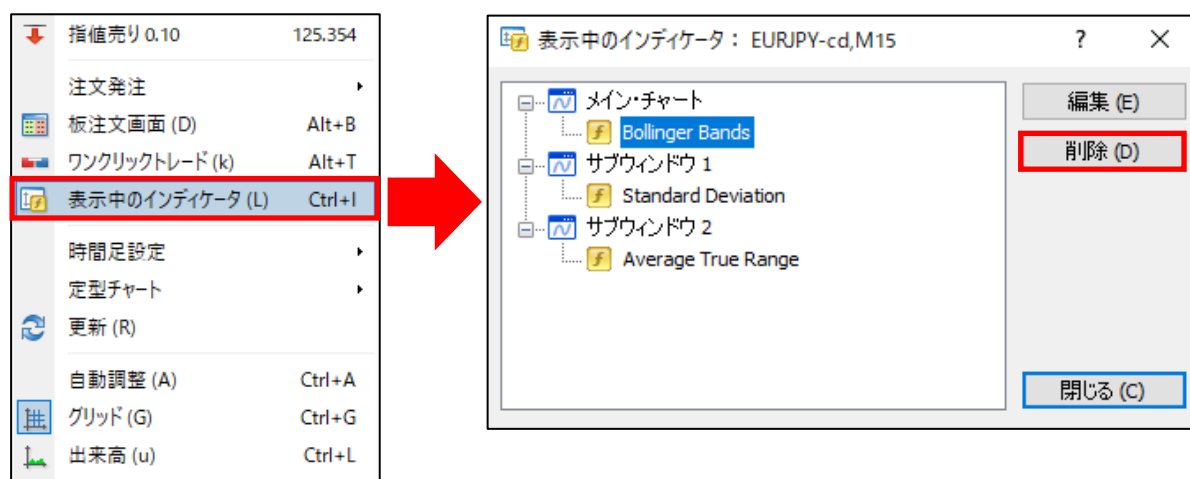 指値売り 0.10 125.354
注文発注
板注文画面 (D) Alt+B
ワンクリックトレード (k) Alt+T
表示中のインディケータ (L) Ctrl+I
時間足設定
定型チャート
更新 (R)
自動調整 (A) Ctrl+A
グリッド (G) Ctrl+G
出来高 (u) Ctrl+L
表示中のインディケータ： EURJPY-cd,M15 ?
メイン・チャート
Bollinger Bands
サブウィンドウ 1
Standard Deviation
サブウィンドウ 2
Average True Range
編集 (E)
削除 (D)
閉じる (C)